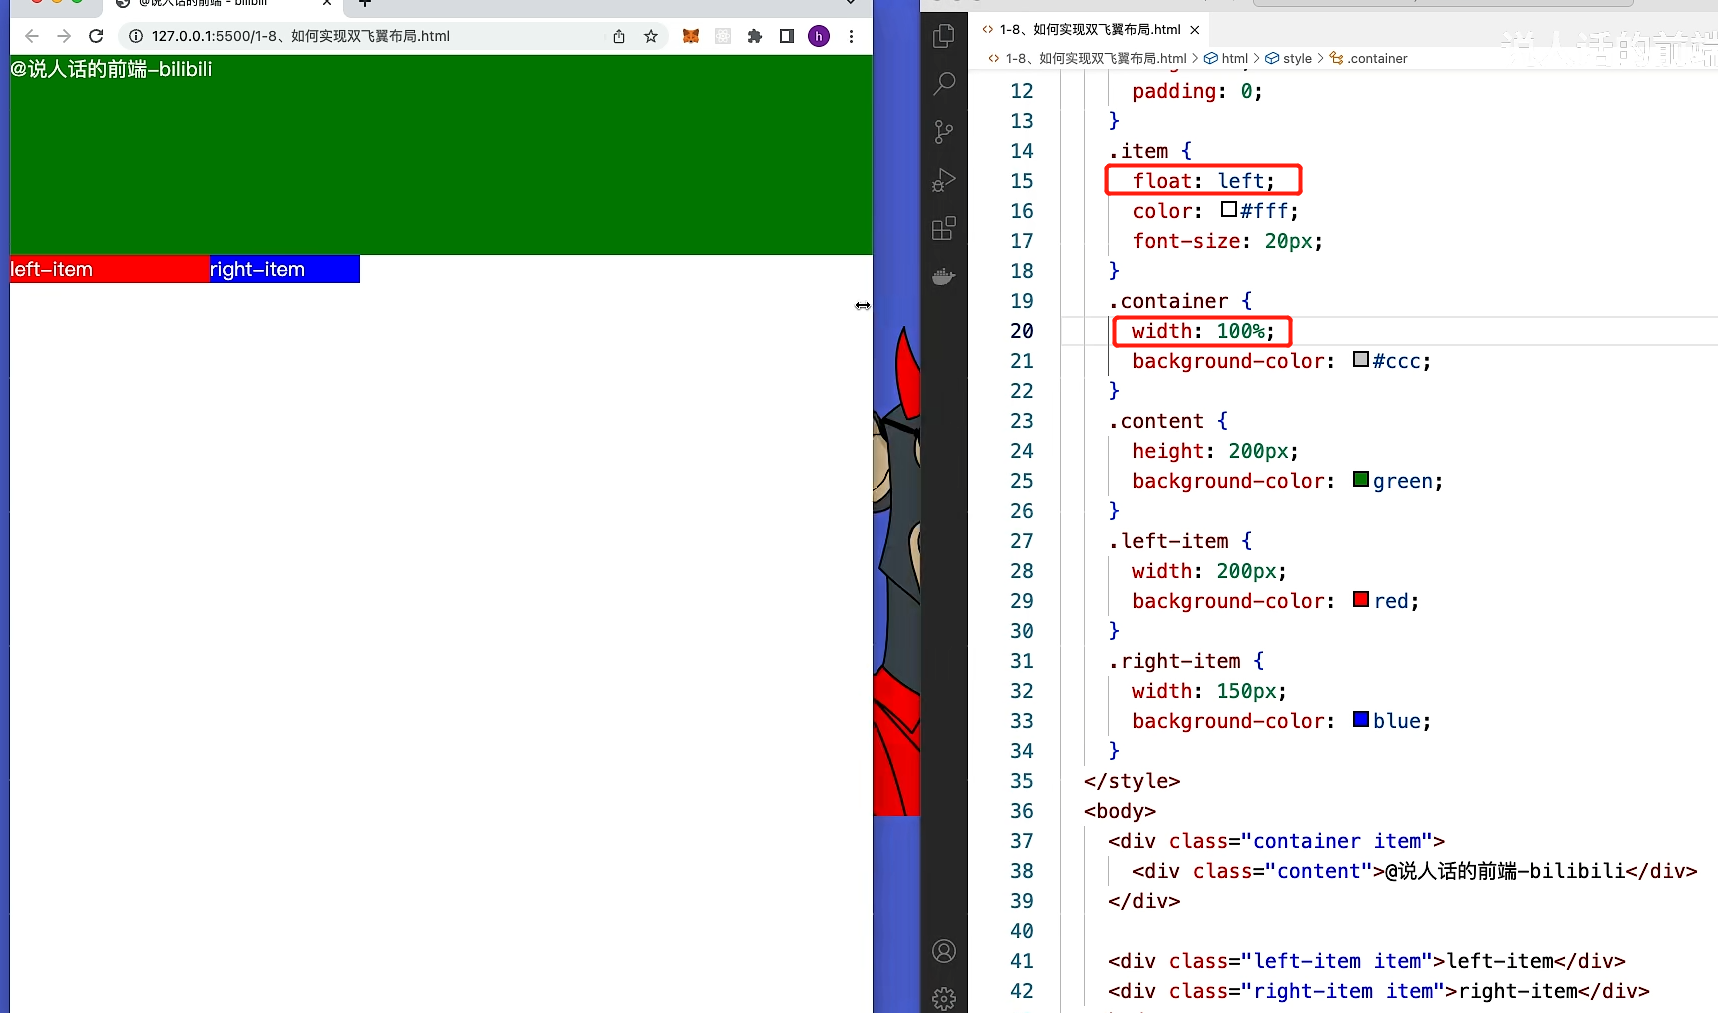 @说人话的前端 - bilibili
127.0.0.1:5500/1-8、如何实现双飞翼布局.html
h
@说人话的前端-bilibili
left-item
right-item
1-8、如何实现双飞翼布局.html
1-8、如何实现双飞翼布局.html > html > style > .container
说人话的前端
12 padding: 0;
13 }
14 .item {
15 float: left;
16 color: #fff;
17 font-size: 20px;
18 }
19 .container {
20 width: 100%;
21 background-color: #ccc;
22 }
23 .content {
24 height: 200px;
25 background-color: green;
26 }
27 .left-item {
28 width: 200px;
29 background-color: red;
30 }
31 .right-item {
32 width: 150px;
33 background-color: blue;
34 }
35 </style>
36 <body>
37 <div class="container item">
38 <div class="content">@说人话的前端-bilibili</div>
39 </div>
40
41 <div class="left-item item">left-item</div>
42 <div class="right-item item">right-item</div>